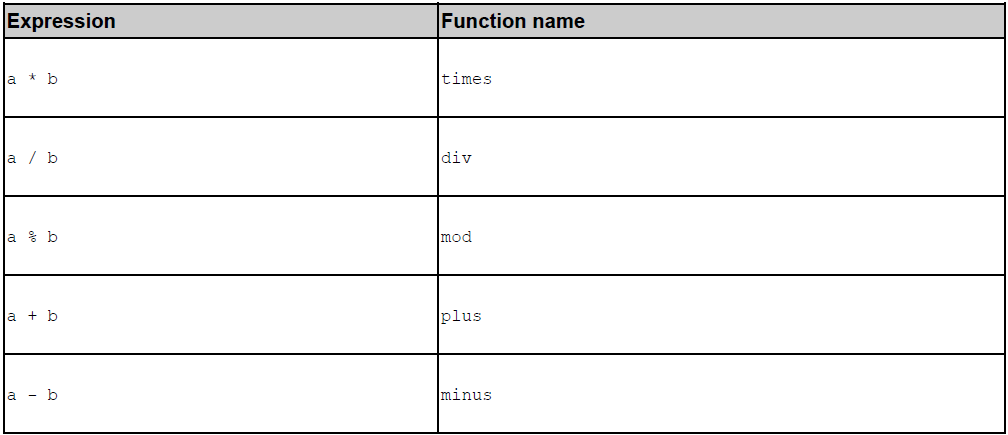 Expression Function name
a * b times
a / b div
a % b mod
a + b plus
a - b minus